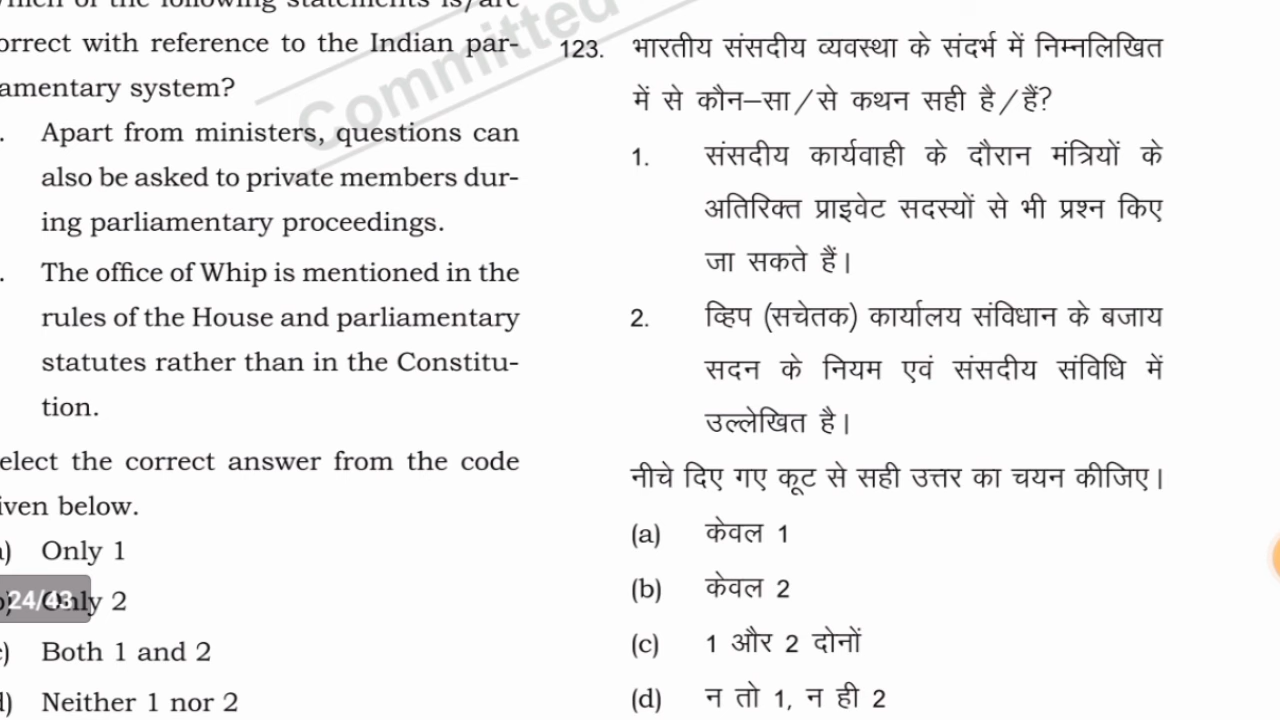 orrect with reference to the Indian par-
amentary system?
. Apart from ministers, questions can
also be asked to private members dur-
ing parliamentary proceedings.
. The office of Whip is mentioned in the
rules of the House and parliamentary
statutes rather than in the Constitu-
tion.
elect the correct answer from the code
iven below.
) Only 1
Only 2
) Both 1 and 2
) Neither 1 nor 2
24/43
Committed
123. भारतीय संसदीय व्यवस्था के संदर्भ में निम्नलिखित
में से कौन–सा/से कथन सही है/हैं?
1. संसदीय कार्यवाही के दौरान मंत्रियों के
अतिरिक्त प्राइवेट सदस्यों से भी प्रश्न किए
जा सकते हैं।
2. व्हिप (सचेतक) कार्यालय संविधान के बजाय
सदन के नियम एवं संसदीय संविधि में
उल्लेखित है।
नीचे दिए गए कूट से सही उत्तर का चयन कीजिए।
(a) केवल 1
(b) केवल 2
(c) 1 और 2 दोनों
(d) न तो 1, न ही 2